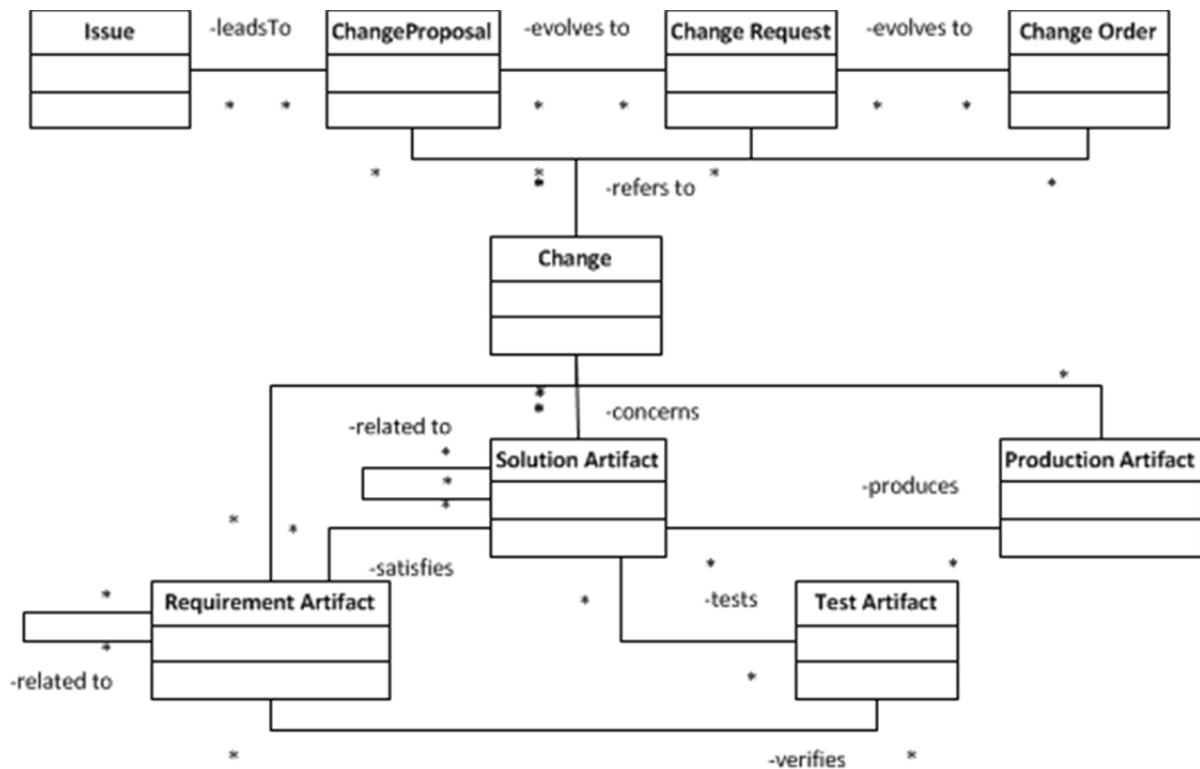 Issue
-leadsTo
ChangeProposal
-evolves to
Change Request
-evolves to
Change Order
* *
* *
* *
*
*
*
-refers to
*
*
Change
*
*
*
-concerns
-related to
*
*
*
Solution Artifact
Production Artifact
-produces
*
*
-satisfies
*
*
*
-tests
*
Requirement Artifact
Test Artifact
*
*
-related to
*
-verifies
*